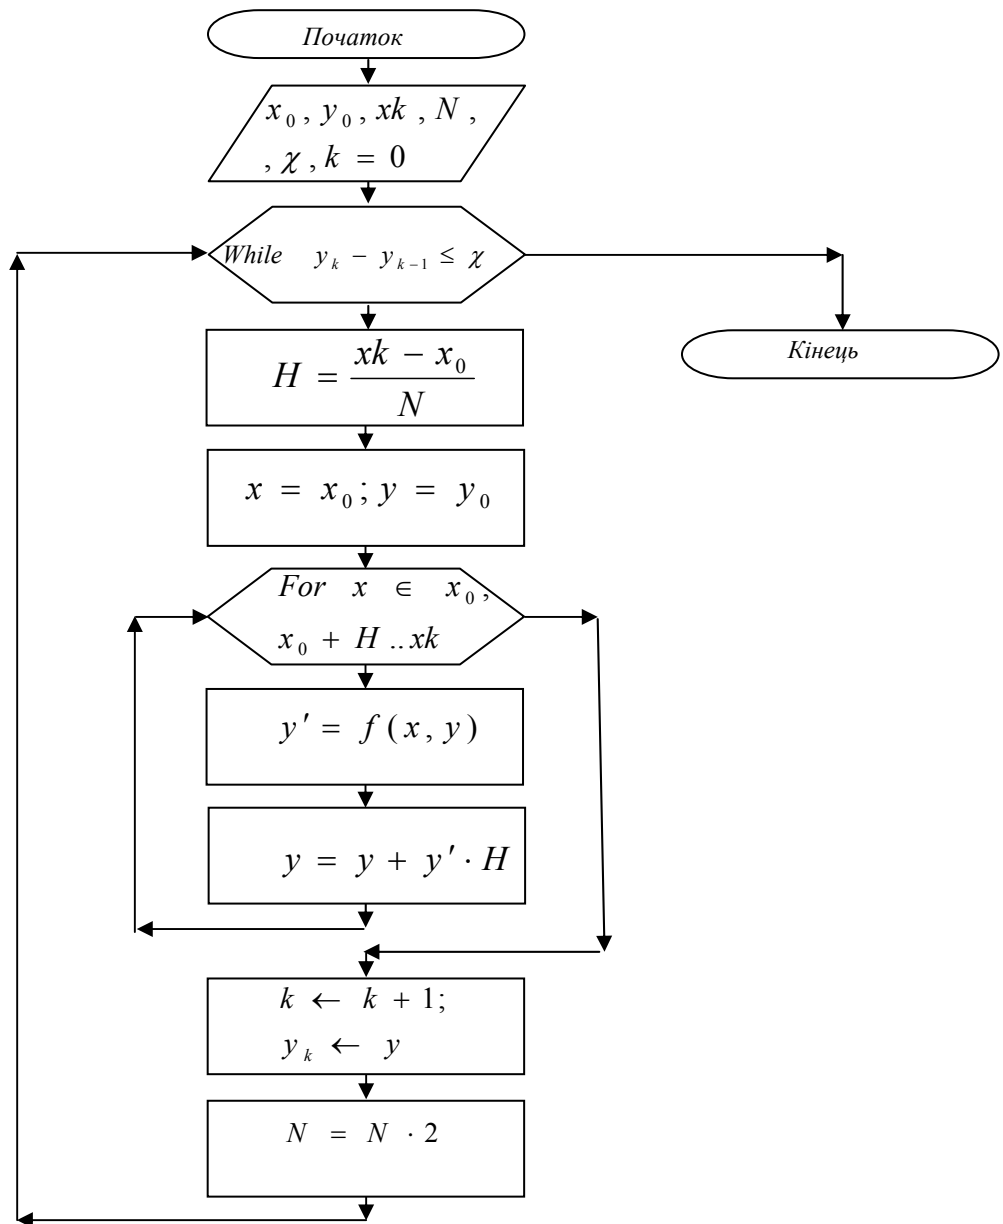 Початок
x₀ , y₀ , xk , N ,
, χ , k = 0
While yₖ − yₖ₋₁ ≤ χ
H = (xk − x₀) / N
Кінець
x = x₀ ; y = y₀
For x ∈ x₀ ,
x₀ + H .. xk
y′ = f ( x , y )
y = y + y′ · H
k ← k + 1;
yₖ ← y
N = N · 2